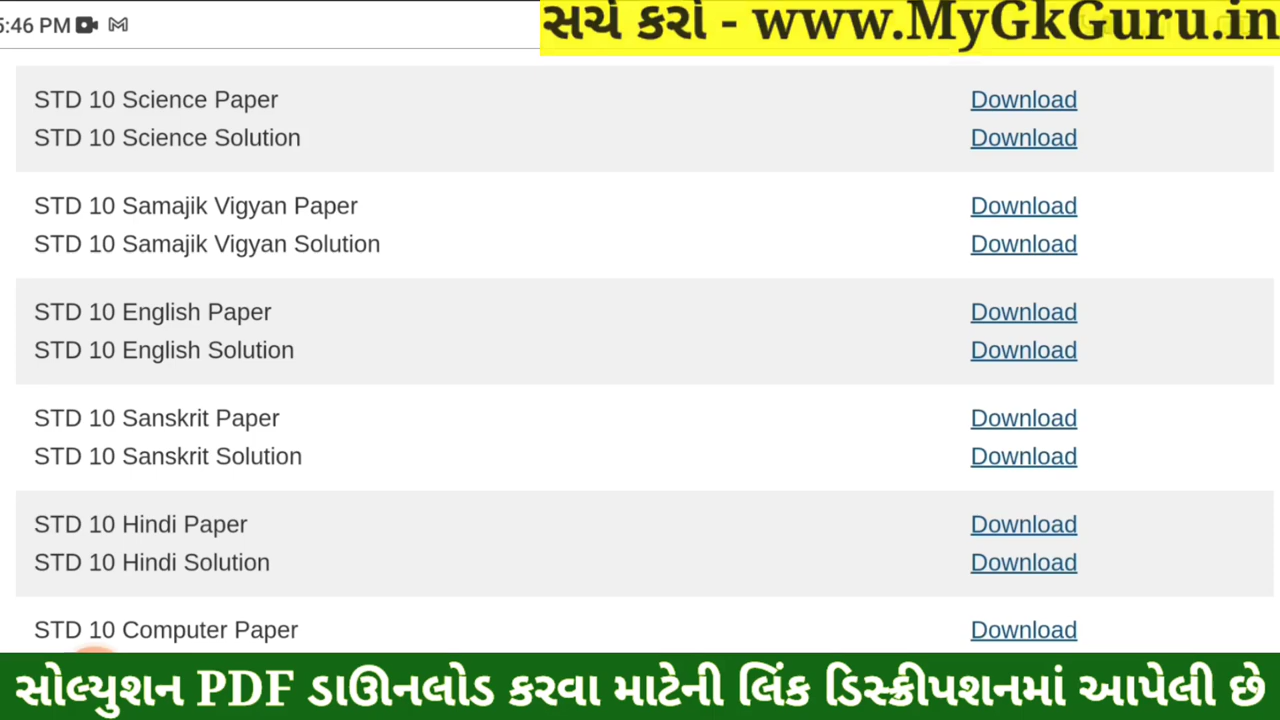 5:46 PM
સર્ચ કરો - www.MyGkGuru.in
STD 10 Science Paper Download
STD 10 Science Solution Download
STD 10 Samajik Vigyan Paper Download
STD 10 Samajik Vigyan Solution Download
STD 10 English Paper Download
STD 10 English Solution Download
STD 10 Sanskrit Paper Download
STD 10 Sanskrit Solution Download
STD 10 Hindi Paper Download
STD 10 Hindi Solution Download
STD 10 Computer Paper Download
સોલ્યુશન PDF ડાઊનલોડ કરવા માટેની લિંક ડિસ્ક્રીપશનમાં આપેલી છે